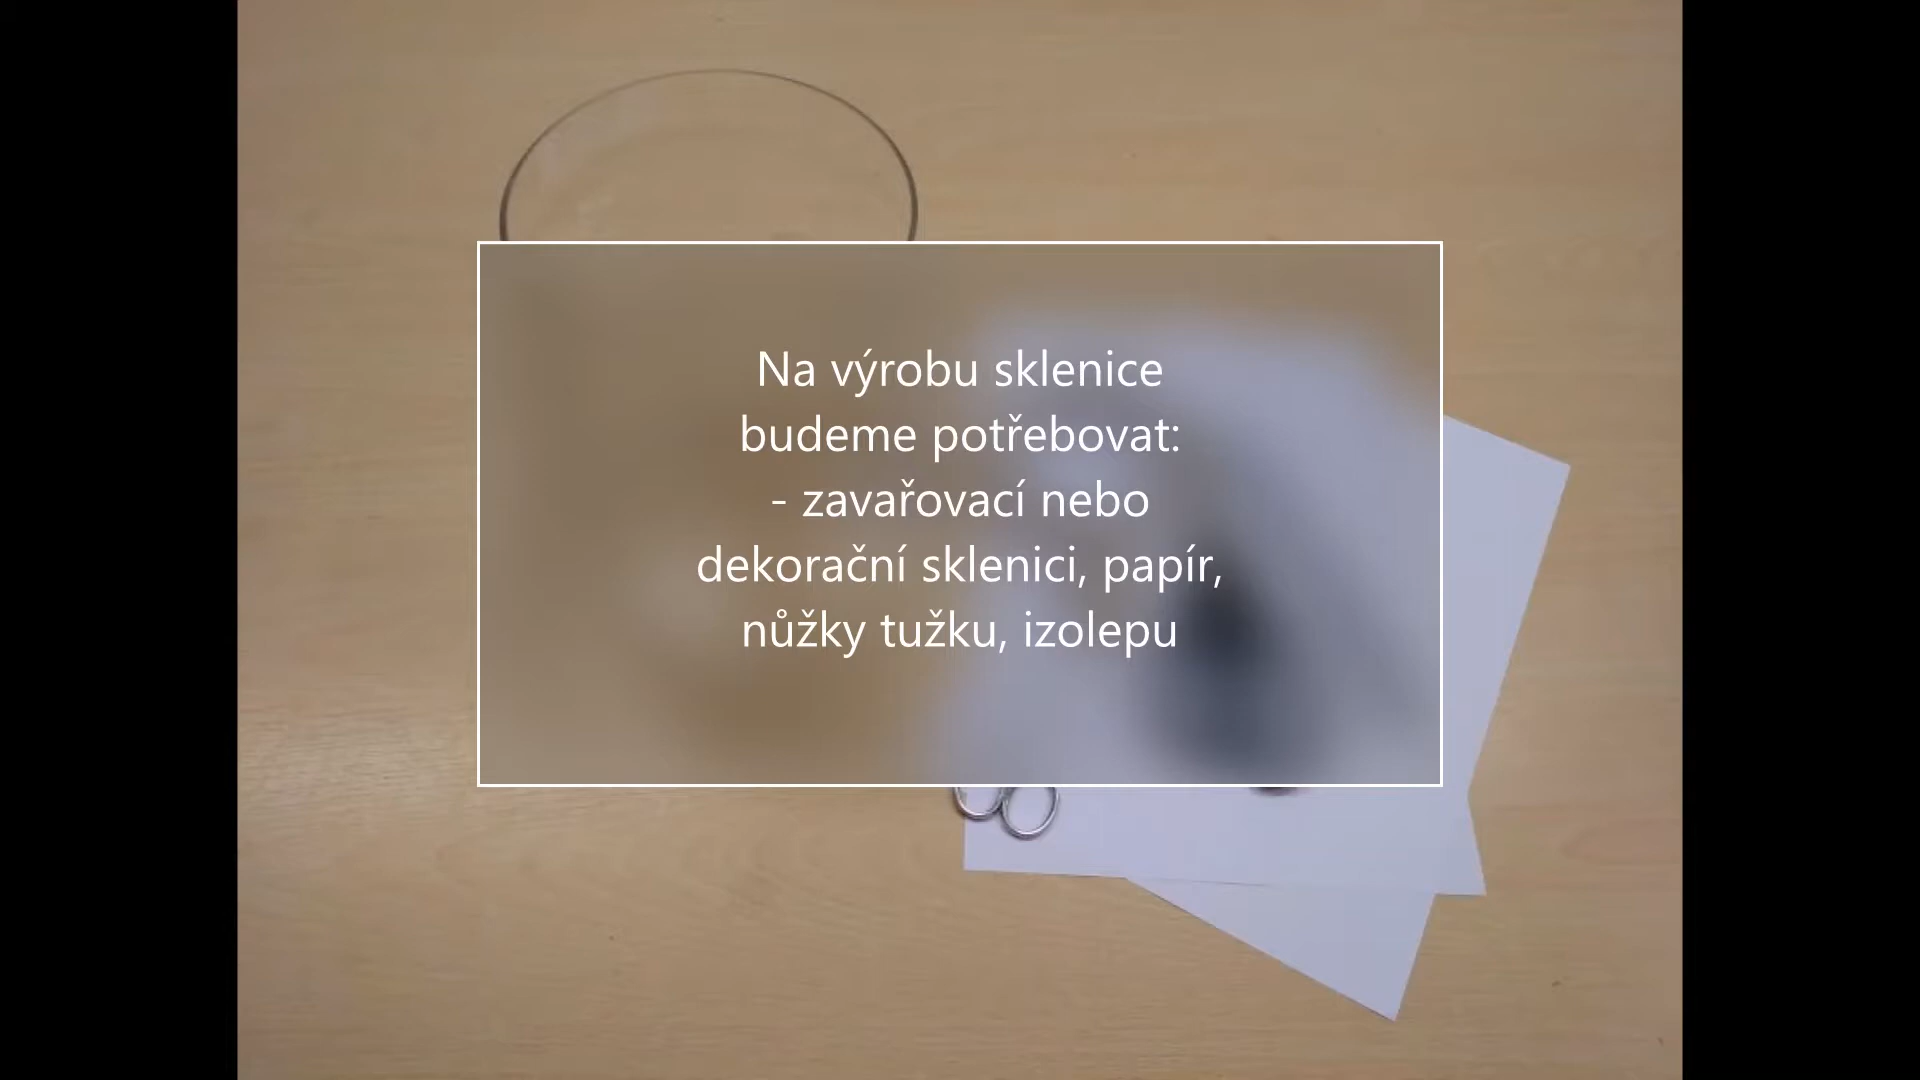 Na výrobu sklenice
budeme potřebovat:
- zavařovací nebo
dekorační sklenici, papír,
nůžky tužku, izolepu